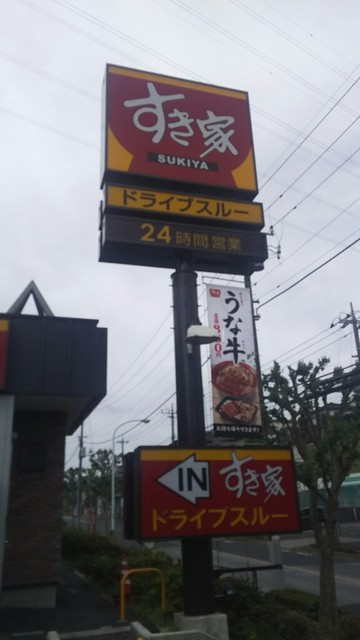 すき家
SUKIYA
ドライブスルー
24時間営業
うな牛
IN すき家
ドライブスルー